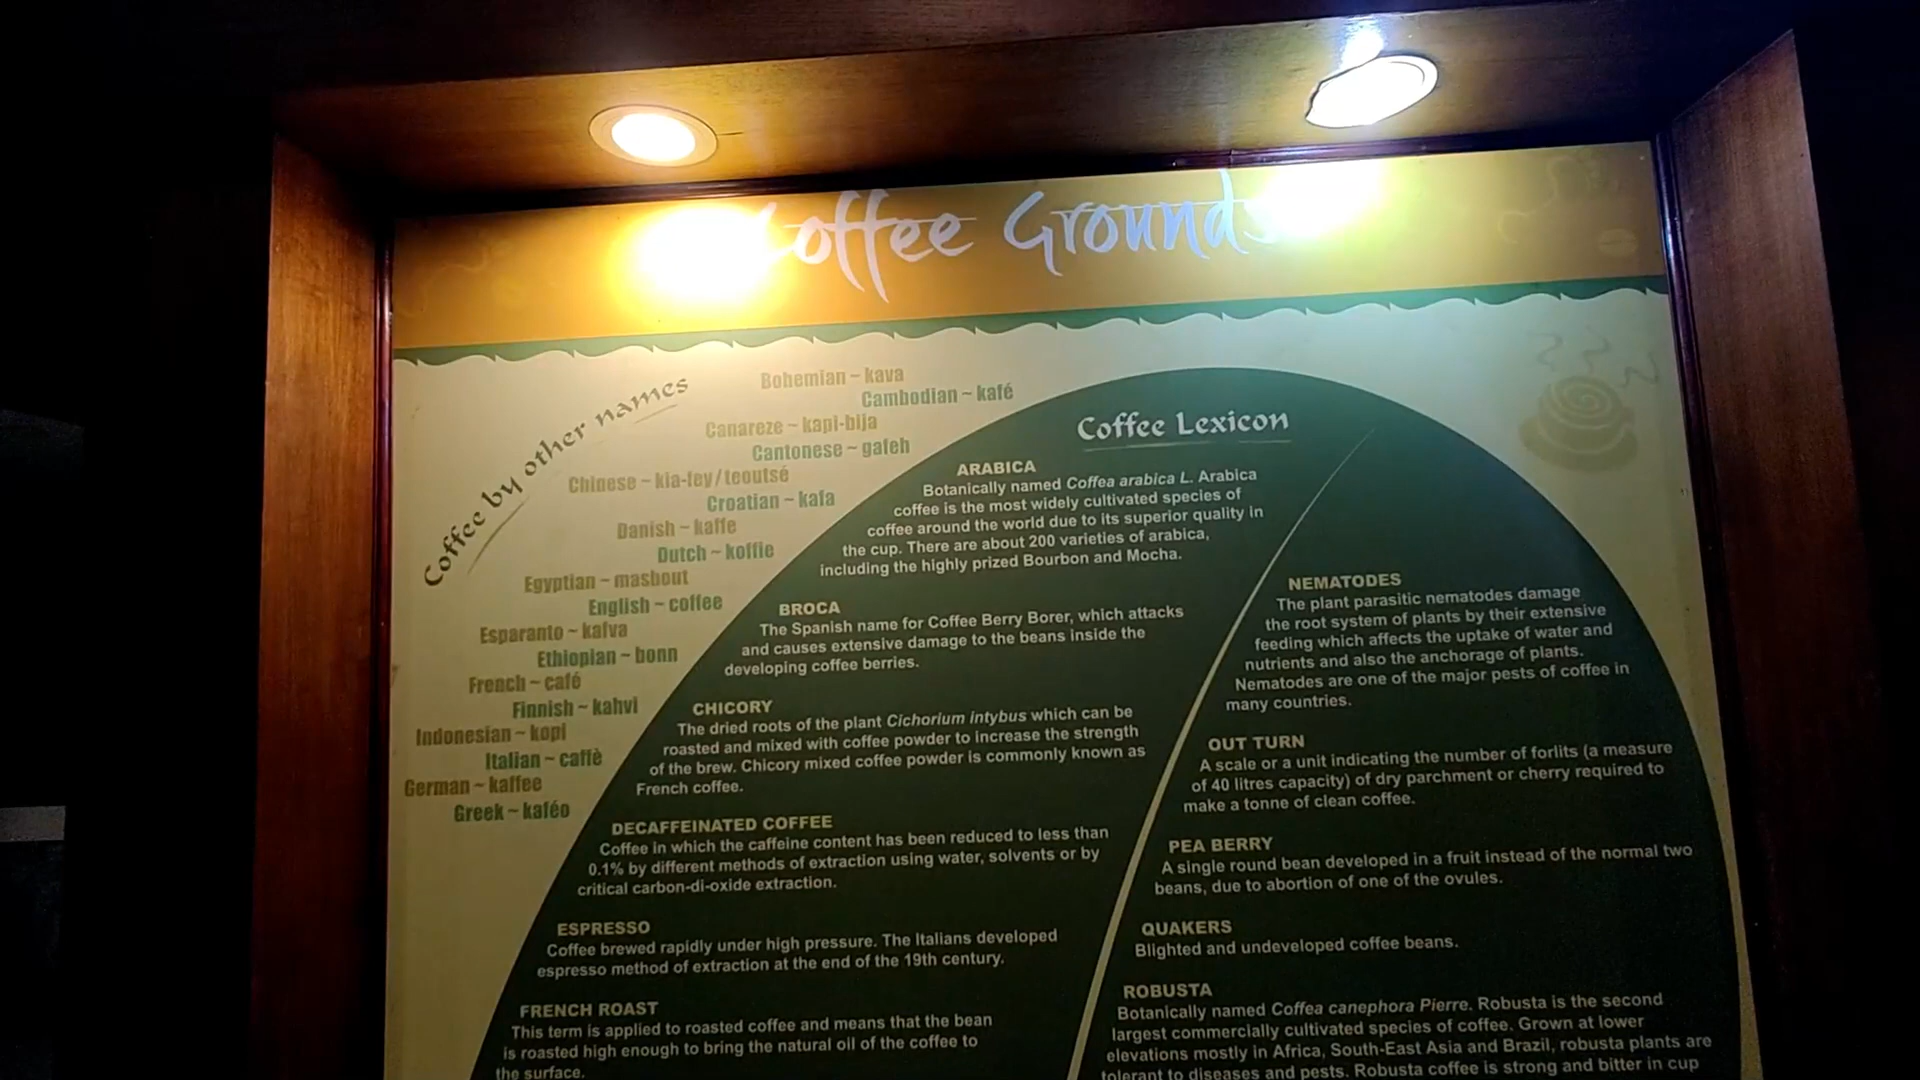 Coffee Grounds
Coffee by other names
Bohemian ~ kava
Cambodian ~ kafé
Canareze ~ kapi-bija
Cantonese ~ gafeh
Chinese ~ kia-fey / teoutsé
Croatian ~ kafa
Danish ~ kaffe
Dutch ~ koffie
Egyptian ~ masbout
English ~ coffee
Esparanto ~ kafva
Ethiopian ~ bonn
French ~ café
Finnish ~ kahvi
Indonesian ~ kopi
Italian ~ caffè
German ~ kaffee
Greek ~ kaféo
Coffee Lexicon
ARABICA
Botanically named Coffea arabica L. Arabica
coffee is the most widely cultivated species of
coffee around the world due to its superior quality in
the cup. There are about 200 varieties of arabica,
including the highly prized Bourbon and Mocha.
BROCA
The Spanish name for Coffee Berry Borer, which attacks
and causes extensive damage to the beans inside the
developing coffee berries.
CHICORY
The dried roots of the plant Cichorium intybus which can be
roasted and mixed with coffee powder to increase the strength
of the brew. Chicory mixed coffee powder is commonly known as
French coffee.
DECAFFEINATED COFFEE
Coffee in which the caffeine content has been reduced to less than
0.1% by different methods of extraction using water, solvents or by
critical carbon-di-oxide extraction.
ESPRESSO
Coffee brewed rapidly under high pressure. The Italians developed
espresso method of extraction at the end of the 19th century.
FRENCH ROAST
This term is applied to roasted coffee and means that the bean
is roasted high enough to bring the natural oil of the coffee to
the surface.
NEMATODES
The plant parasitic nematodes damage
the root system of plants by their extensive
feeding which affects the uptake of water and
nutrients and also the anchorage of plants.
Nematodes are one of the major pests of coffee in
many countries.
OUT TURN
A scale or a unit indicating the number of forlits (a measure
of 40 litres capacity) of dry parchment or cherry required to
make a tonne of clean coffee.
PEA BERRY
A single round bean developed in a fruit instead of the normal two
beans, due to abortion of one of the ovules.
QUAKERS
Blighted and undeveloped coffee beans.
ROBUSTA
Botanically named Coffea canephora Pierre. Robusta is the second
largest commercially cultivated species of coffee. Grown at lower
elevations mostly in Africa, South-East Asia and Brazil, robusta plants are
tolerant to diseases and pests. Robusta coffee is strong and bitter in cup